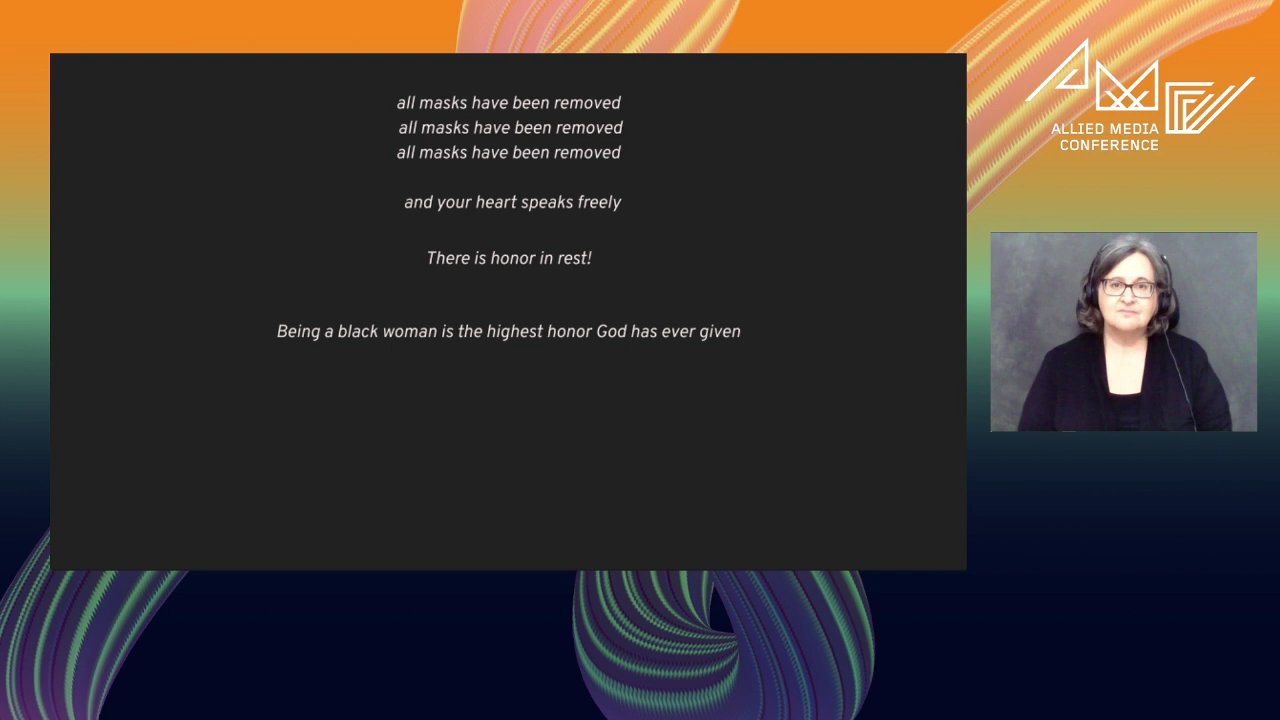 all masks have been removed
all masks have been removed
all masks have been removed
and your heart speaks freely
There is honor in rest!
Being a black woman is the highest honor God has ever given
ALLIED MEDIA
CONFERENCE